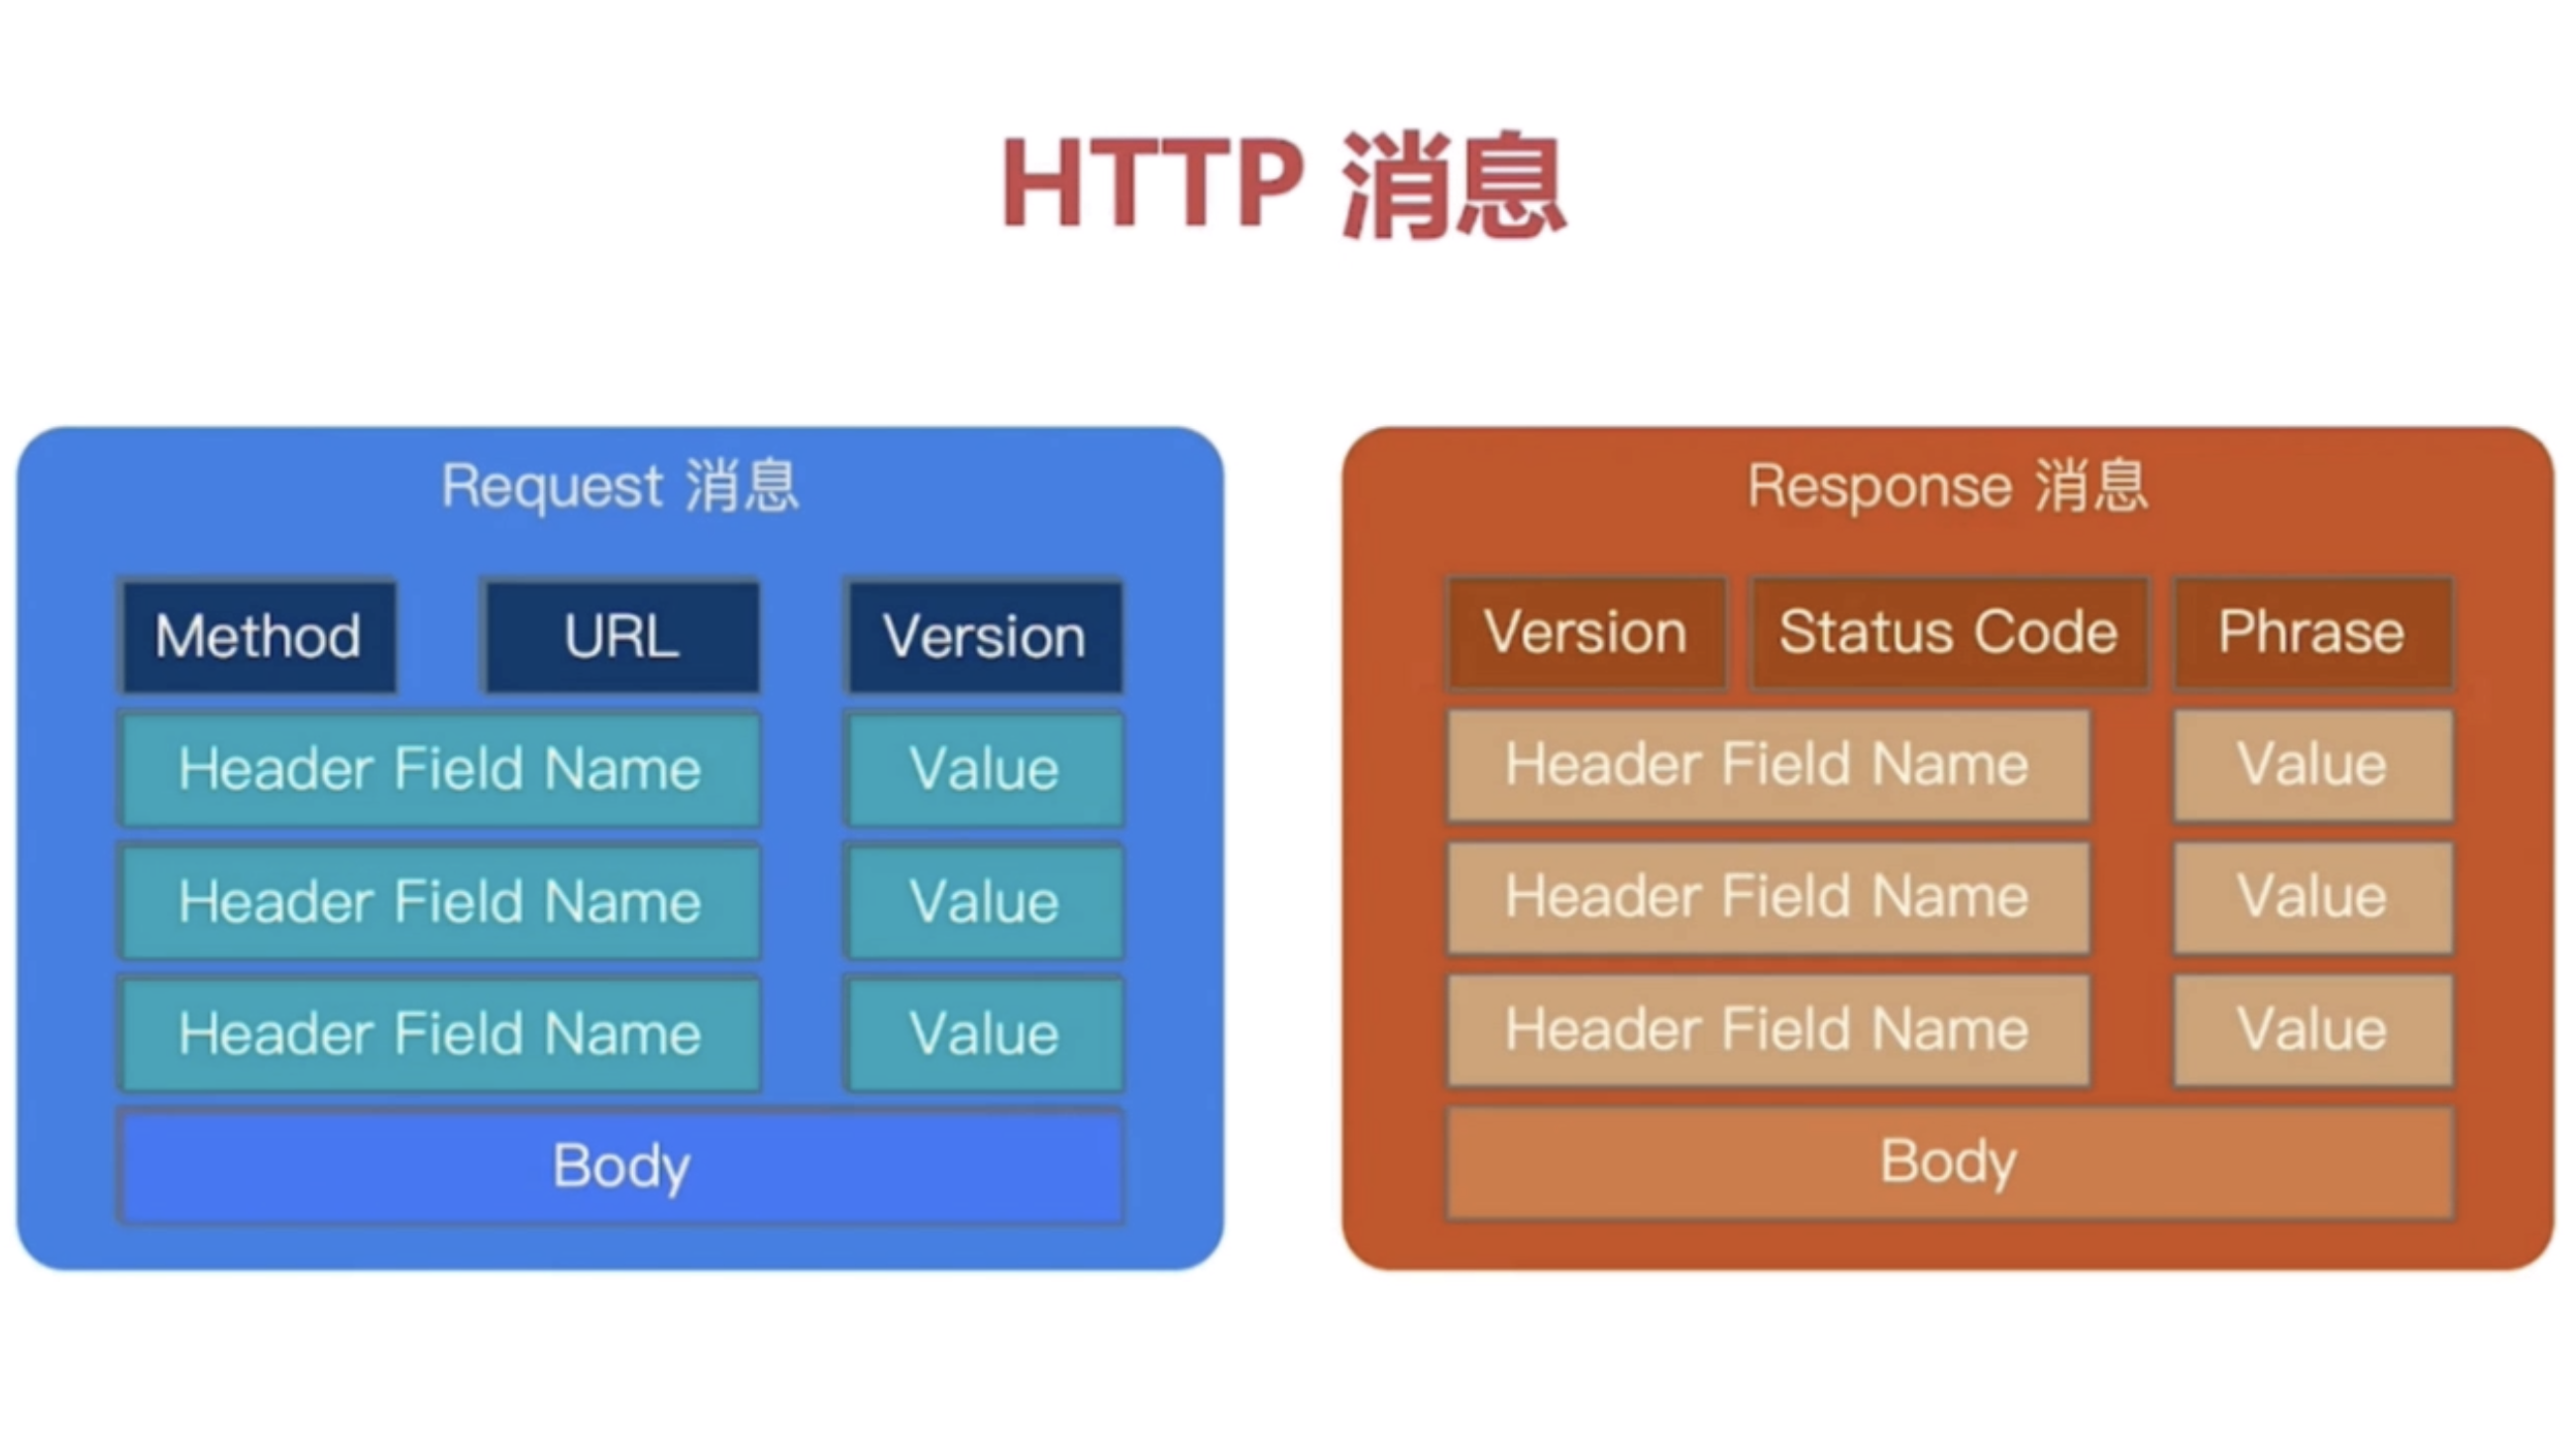 HTTP 消息
Request 消息
Method URL Version
Header Field Name Value
Header Field Name Value
Header Field Name Value
Body
Response 消息
Version Status Code Phrase
Header Field Name Value
Header Field Name Value
Header Field Name Value
Body